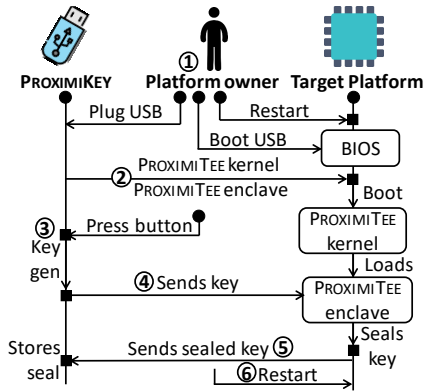 ①
PROXIMIKEY Platform owner Target Platform
Plug USB Restart
Boot USB BIOS
② PROXIMITEE kernel
PROXIMITEE enclave
Boot
③ Press button
Key
gen
PROXIMITEE
kernel
Loads
④ Sends key
PROXIMITEE
enclave
Seals
key
Stores
seal
Sends sealed key ⑤
⑥ Restart